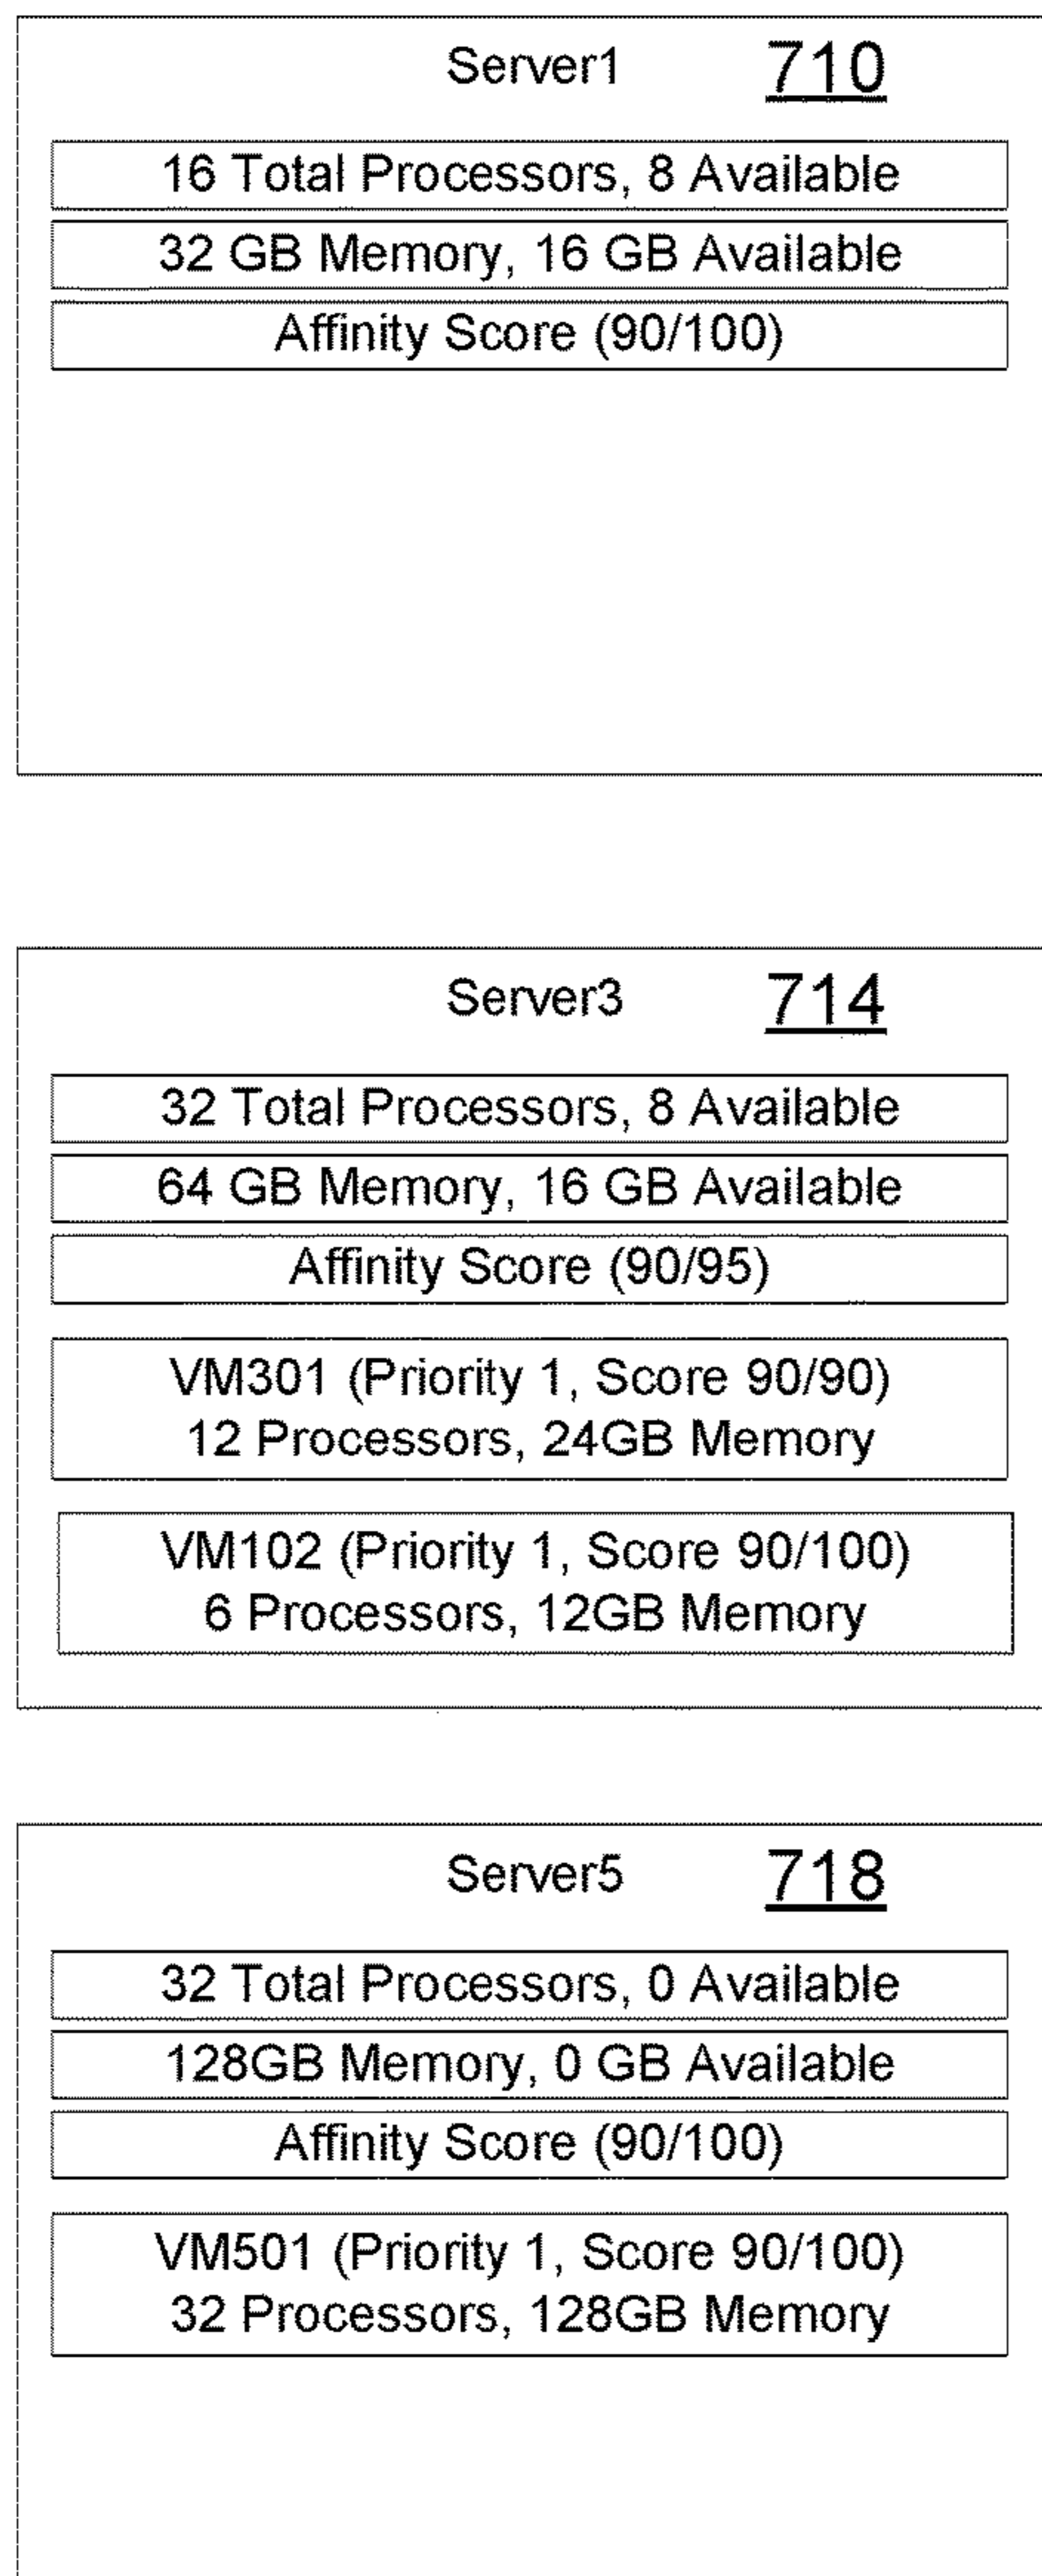 Server1 710
16 Total Processors, 8 Available
32 GB Memory, 16 GB Available
Affinity Score (90/100)
Server3 714
32 Total Processors, 8 Available
64 GB Memory, 16 GB Available
Affinity Score (90/95)
VM301 (Priority 1, Score 90/90)
12 Processors, 24GB Memory
VM102 (Priority 1, Score 90/100)
6 Processors, 12GB Memory
Server5 718
32 Total Processors, 0 Available
128GB Memory, 0 GB Available
Affinity Score (90/100)
VM501 (Priority 1, Score 90/100)
32 Processors, 128GB Memory